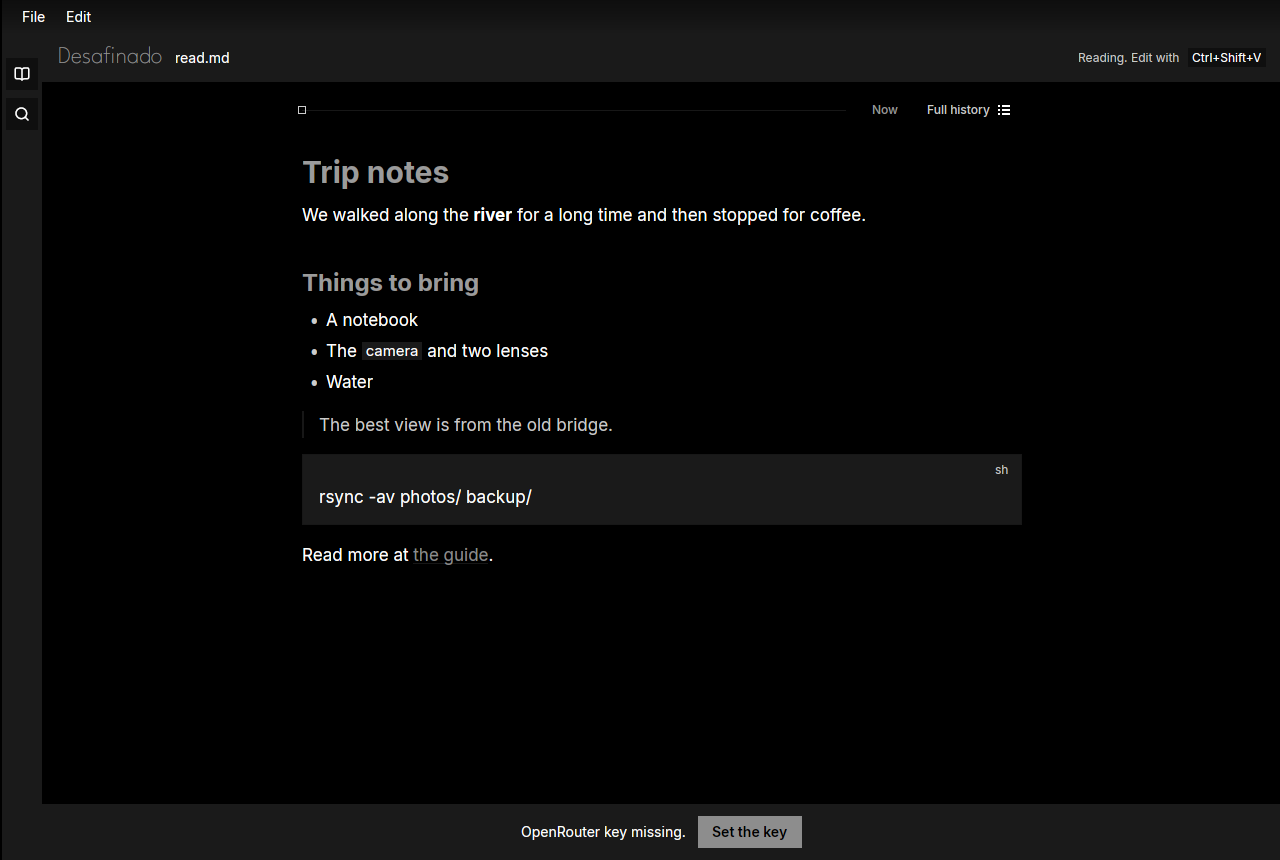 File Edit
Desafinado read.md
Reading. Edit with Ctrl+Shift+V
Now Full history
Trip notes
We walked along the river for a long time and then stopped for coffee.
Things to bring
• A notebook
• The camera and two lenses
• Water
The best view is from the old bridge.
sh
rsync -av photos/ backup/
Read more at the guide.
OpenRouter key missing. Set the key